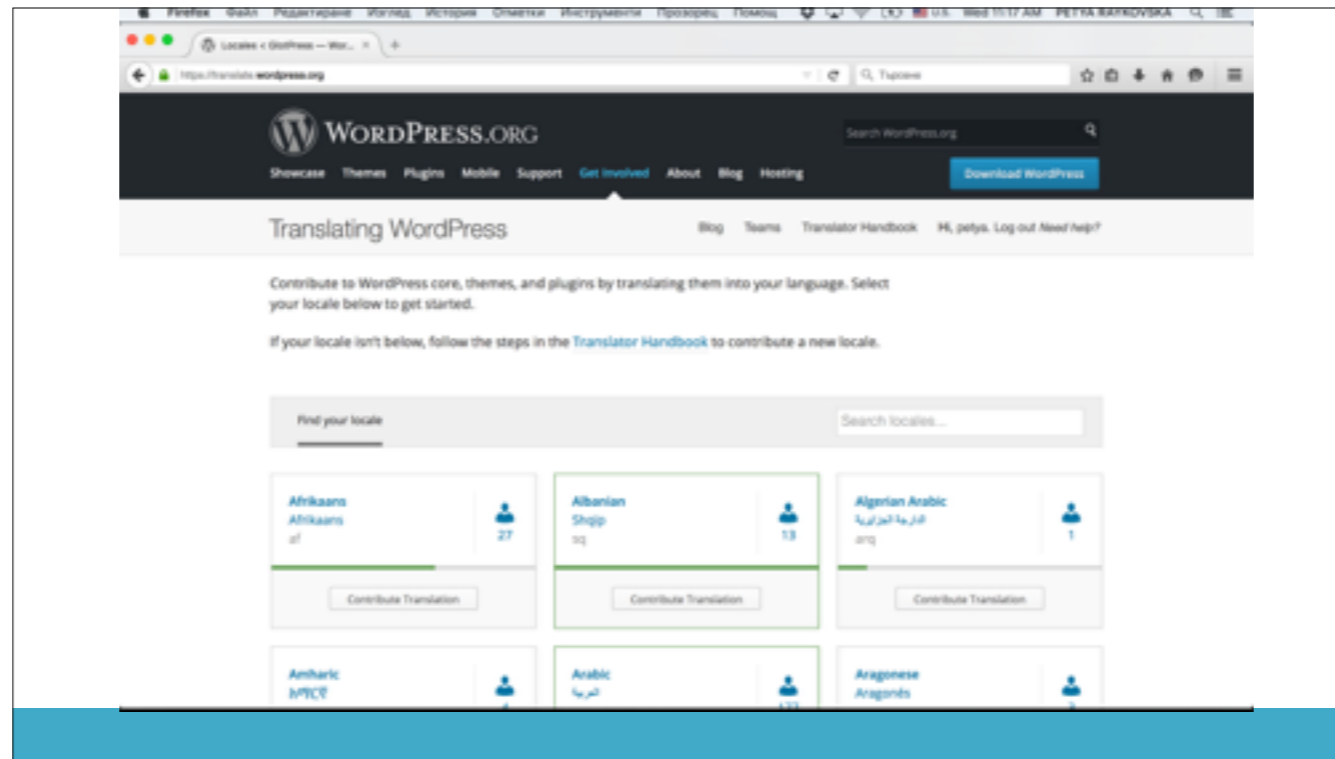 Firefox Файл Редактиране Изглед История Отметки Инструменти Прозорец Помощ U.S. Wed 11:17 AM PETYA RAYKOVSKA
Locales < GlotPress — Wor...
https://translate.wordpress.org Търсене
WORDPRESS.ORG
Search WordPress.org
Showcase Themes Plugins Mobile Support Get Involved About Blog Hosting
Download WordPress
Translating WordPress
Blog Teams Translator Handbook Hi, petya. Log out Need help?
Contribute to WordPress core, themes, and plugins by translating them into your language. Select
your locale below to get started.
If your locale isn't below, follow the steps in the Translator Handbook to contribute a new locale.
Find your locale
Search locales...
Afrikaans
Afrikaans
af
27
Contribute Translation
Albanian
Shqip
sq
13
Contribute Translation
Algerian Arabic
الدارجة الجزايرية
arq
1
Contribute Translation
Amharic
አማርኛ
Arabic
العربية
Aragonese
Aragonés